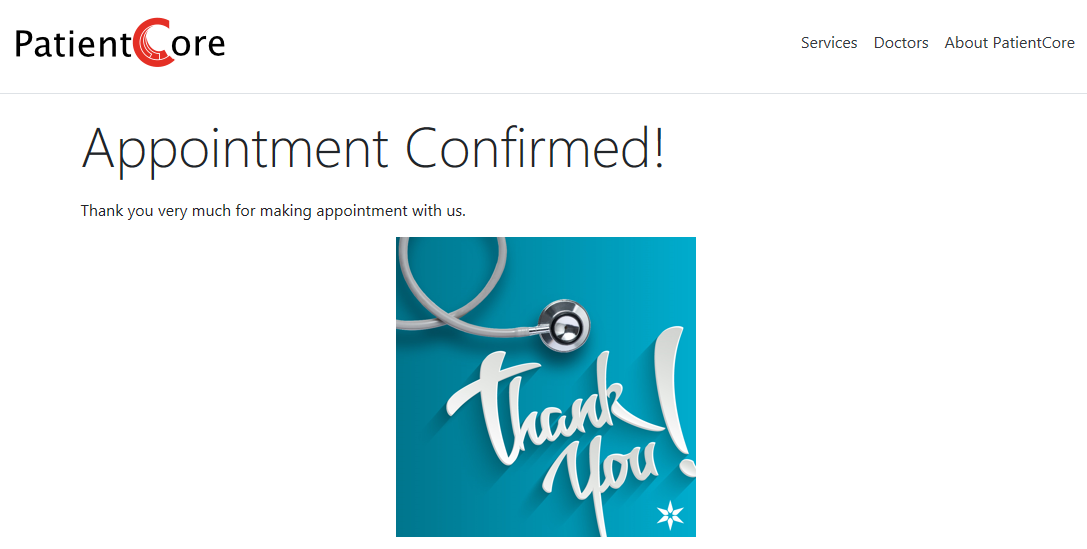 PatientCore
Services Doctors About PatientCore
Appointment Confirmed!
Thank you very much for making appointment with us.
Thank
You!